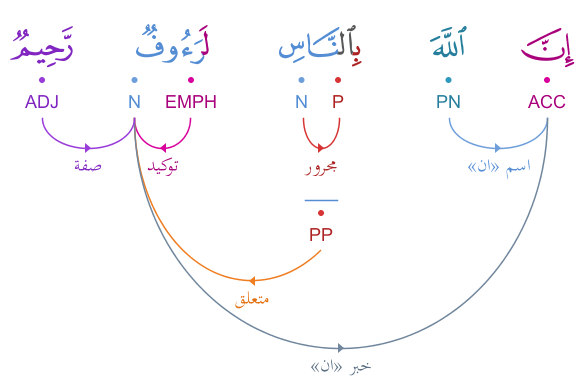 إِنَّ ٱللَّهَ بِٱلنَّاسِ لَرَءُوفٌ رَّحِيمٌ
ACC PN P N EMPH N ADJ
اسم «ان» مجرور توكيد صفة
PP
متعلق
خبر «ان»